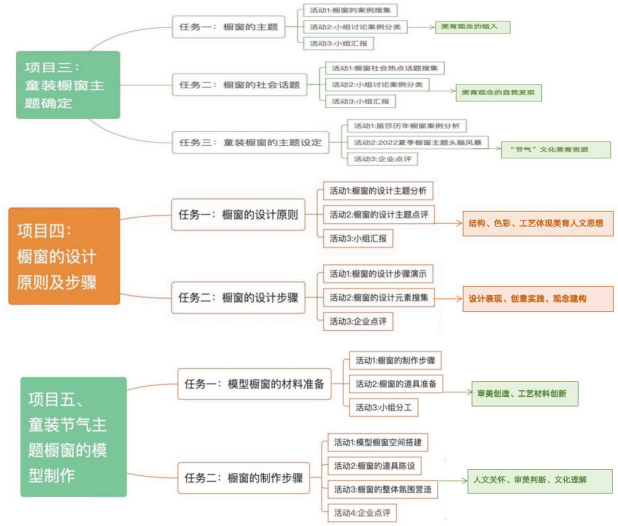 项目三：
童装橱窗主
题确定
任务一：橱窗的主题
活动1:橱窗的案例搜集
活动2:小组讨论案例分类
活动3:小组汇报
美育观念的植入
任务二：橱窗的社会话题
活动1:橱窗社会热点话题搜集
活动2:小组讨论案例分类
活动3:小组汇报
美育观念的自我发现
任务三：童装橱窗的主题设定
活动1:笛莎历年橱窗案例分析
活动2:2022夏季橱窗主题头脑风暴
活动3:企业点评
“节气”文化美育资源
项目四：
橱窗的设计
原则及步骤
任务一：橱窗的设计原则
活动1:橱窗的设计主题分析
活动2:橱窗的设计主题点评
活动3:小组汇报
结构、色彩、工艺体现美育人文思想
任务二：橱窗的设计步骤
活动1:橱窗的设计步骤演示
活动2:橱窗的设计元素搜集
活动3:企业点评
设计表现、创意实践、观念建构
项目五、
童装节气主
题橱窗的模
型制作
任务一：模型橱窗的材料准备
活动1:橱窗的制作步骤
活动2:橱窗的道具准备
活动3:小组分工
审美创造、工艺材料创新
任务二：橱窗的制作步骤
活动1:模型橱窗空间搭建
活动2:橱窗的道具陈设
活动3:橱窗的整体氛围营造
活动4:企业点评
人文关怀、审美判断、文化理解